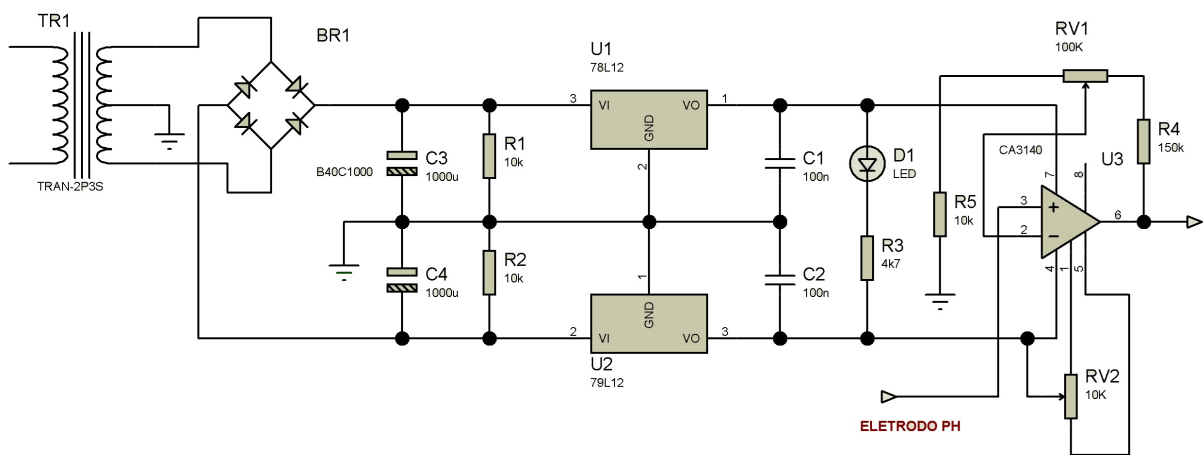 TR1
TRAN-2P3S
BR1
B40C1000
C3
1000u
R1
10k
C4
1000u
R2
10k
U1
78L12
3
VI
VO
1
GND
2
1
GND
2
VI
VO
3
U2
79L12
C1
100n
C2
100n
D1
LED
R3
4k7
RV1
100K
R4
150k
R5
10k
CA3140
U3
7
8
3
+
2
−
6
4
1
5
RV2
10K
ELETRODO PH